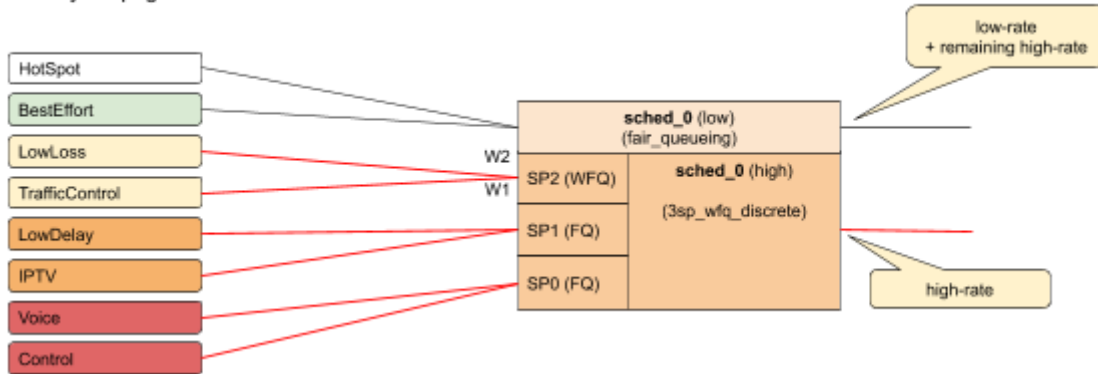 HotSpot
BestEffort
LowLoss
TrafficControl
LowDelay
IPTV
Voice
Control
W2
W1
sched_0 (low)
(fair_queueing)
SP2 (WFQ)
SP1 (FQ)
SP0 (FQ)
sched_0 (high)
(3sp_wfq_discrete)
low-rate
+ remaining high-rate
high-rate